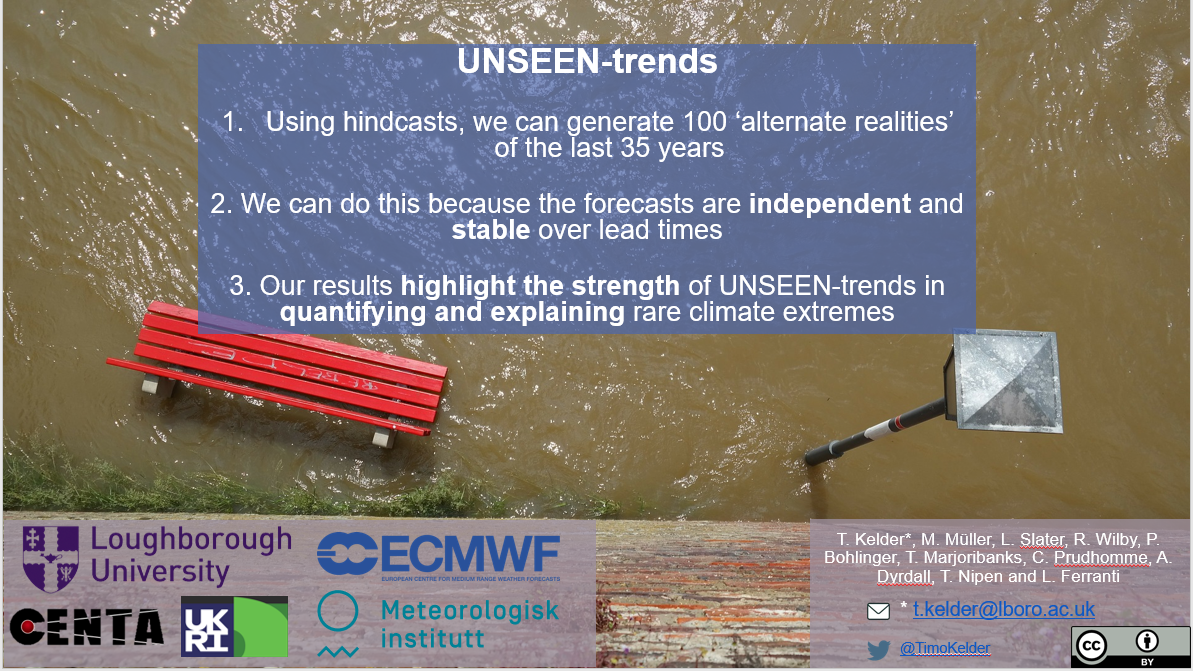 UNSEEN-trends
1. Using hindcasts, we can generate 100 ‘alternate realities’
of the last 35 years
2. We can do this because the forecasts are independent and
stable over lead times
3. Our results highlight the strength of UNSEEN-trends in
quantifying and explaining rare climate extremes
Loughborough
University
ECMWF
EUROPEAN CENTRE FOR MEDIUM RANGE WEATHER FORECASTS
CENTA
UK
RI
Meteorologisk
institutt
T. Kelder*, M. Müller, L. Slater, R. Wilby, P.
Bohlinger, T. Marjoribanks, C. Prudhomme, A.
Dyrdall, T. Nipen and L. Ferranti
* t.kelder@lboro.ac.uk
@TimoKelder
cc
BY